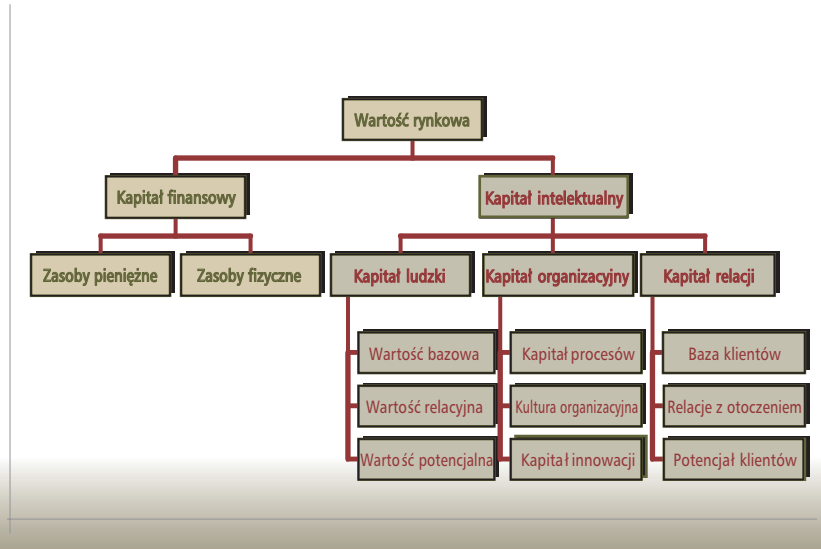 Wartość rynkowa
Kapitał finansowy
Kapitał intelektualny
Zasoby pieniężne
Zasoby fizyczne
Kapitał ludzki
Kapitał organizacyjny
Kapitał relacji
Wartość bazowa
Kapitał procesów
Baza klientów
Wartość relacyjna
Kultura organizacyjna
Relacje z otoczeniem
Wartość potencjalna
Kapitał innowacji
Potencjał klientów